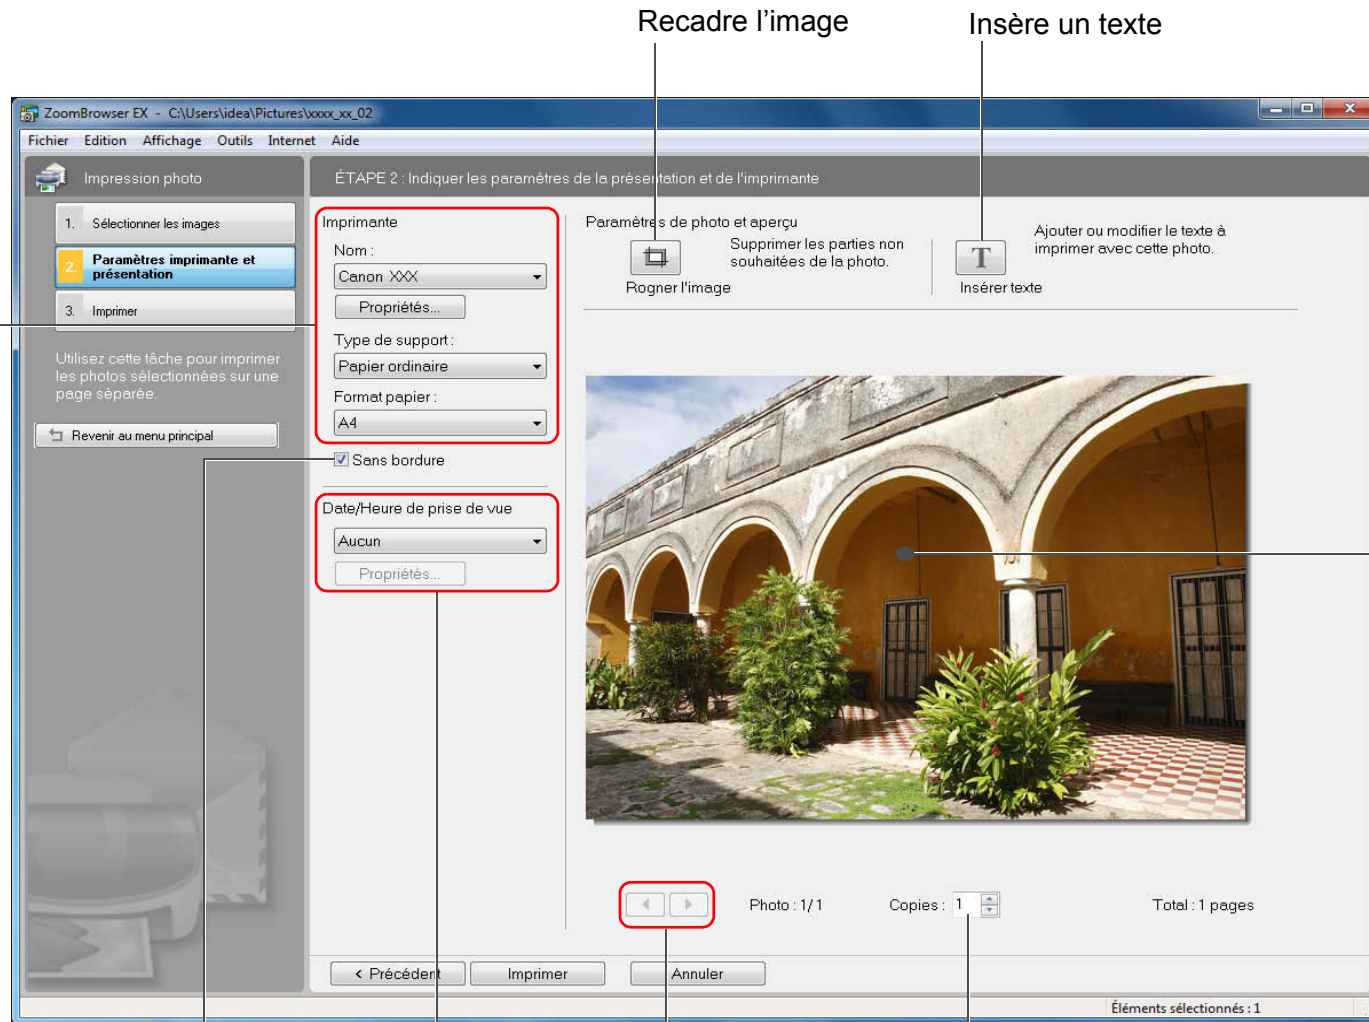 Recadre l’image
Insère un texte
ZoomBrowser EX - C:\Users\idea\Pictures\xxxx_xx_02
Fichier Edition Affichage Outils Internet Aide
Impression photo
1. Sélectionner les images
2. Paramètres imprimante et
présentation
3. Imprimer
Utilisez cette tâche pour imprimer
les photos sélectionnées sur une
page séparée.
Revenir au menu principal
ÉTAPE 2 : Indiquer les paramètres de la présentation et de l'imprimante
Imprimante
Nom :
Canon XXX
Propriétés...
Type de support :
Papier ordinaire
Format papier :
A4
Sans bordure
Date/Heure de prise de vue
Aucun
Propriétés...
Paramètres de photo et aperçu
Supprimer les parties non
souhaitées de la photo.
Rogner l'image
T
Ajouter ou modifier le texte à
imprimer avec cette photo.
Insérer texte
Photo : 1/1
Copies : 1
Total : 1 pages
< Précédent
Imprimer
Annuler
Éléments sélectionnés : 1